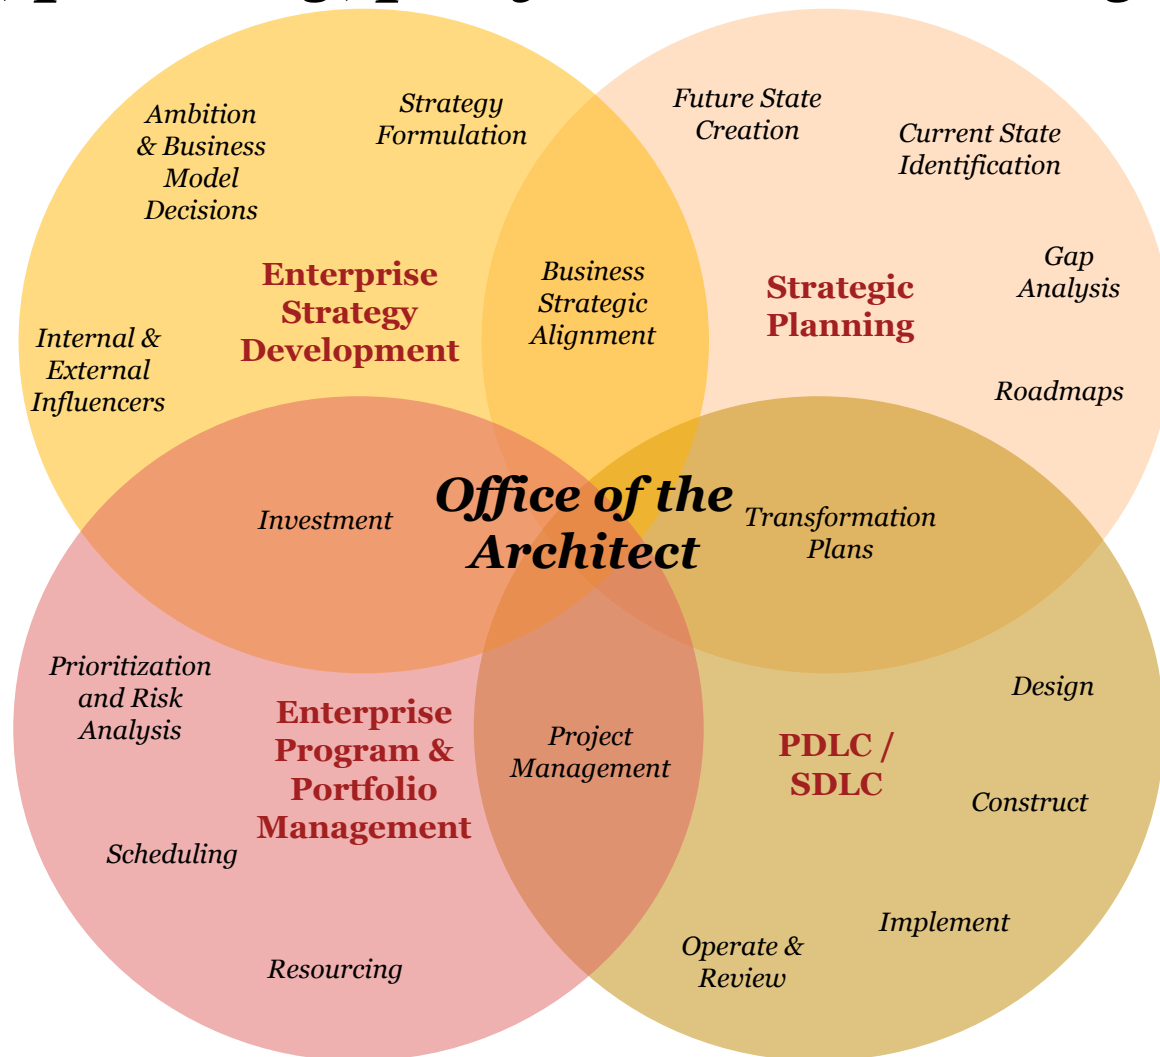 Ambition
& Business
Model
Decisions
Strategy
Formulation
Internal &
External
Influencers
Enterprise
Strategy
Development
Business
Strategic
Alignment
Future State
Creation
Current State
Identification
Strategic
Planning
Gap
Analysis
Roadmaps
Investment
Office of the
Architect
Transformation
Plans
Prioritization
and Risk
Analysis
Enterprise
Program &
Portfolio
Management
Scheduling
Resourcing
Project
Management
PDLC /
SDLC
Design
Construct
Implement
Operate &
Review